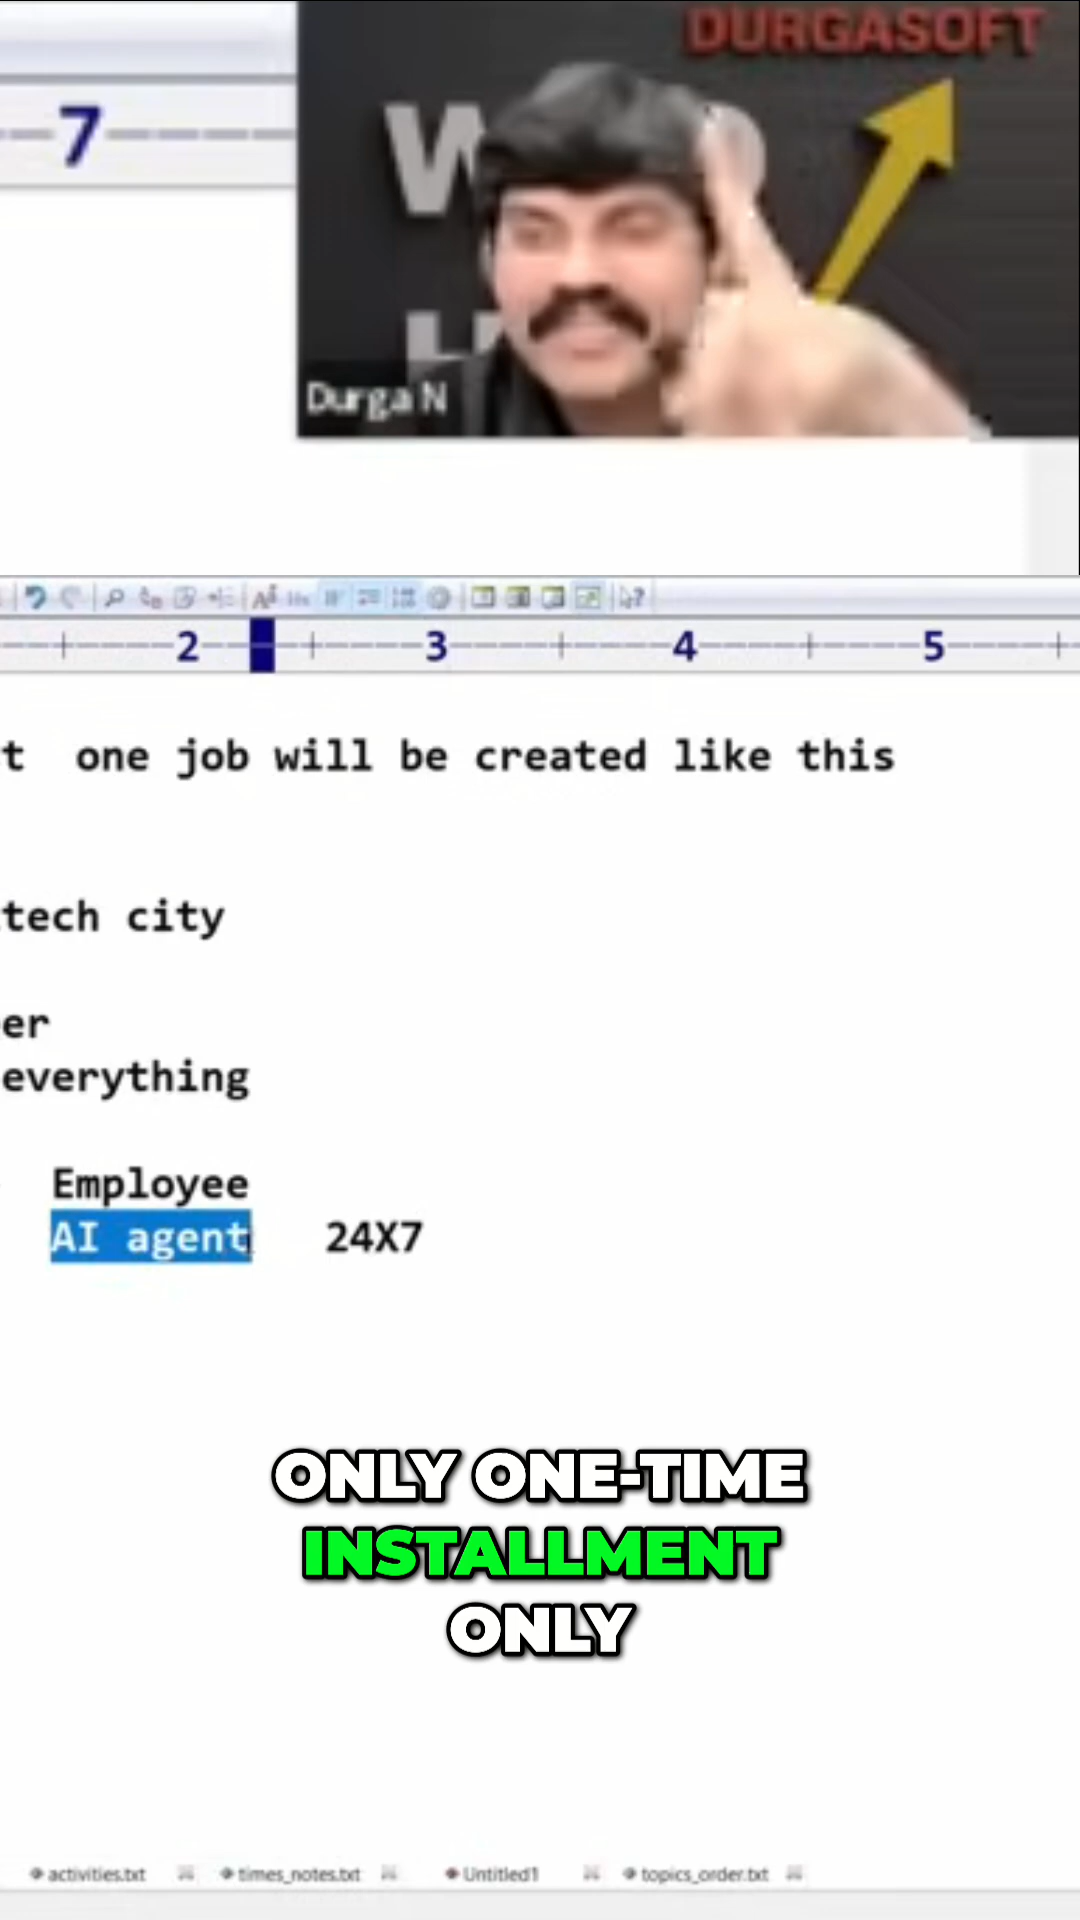 DURGASOFT
7
W
Durga N
2 3 4 5
t one job will be created like this
tech city
er
everything
Employee
AI agent 24X7
ONLY ONE-TIME
INSTALLMENT
ONLY
activities.txt times_notes.txt Untitled1 topics_order.txt